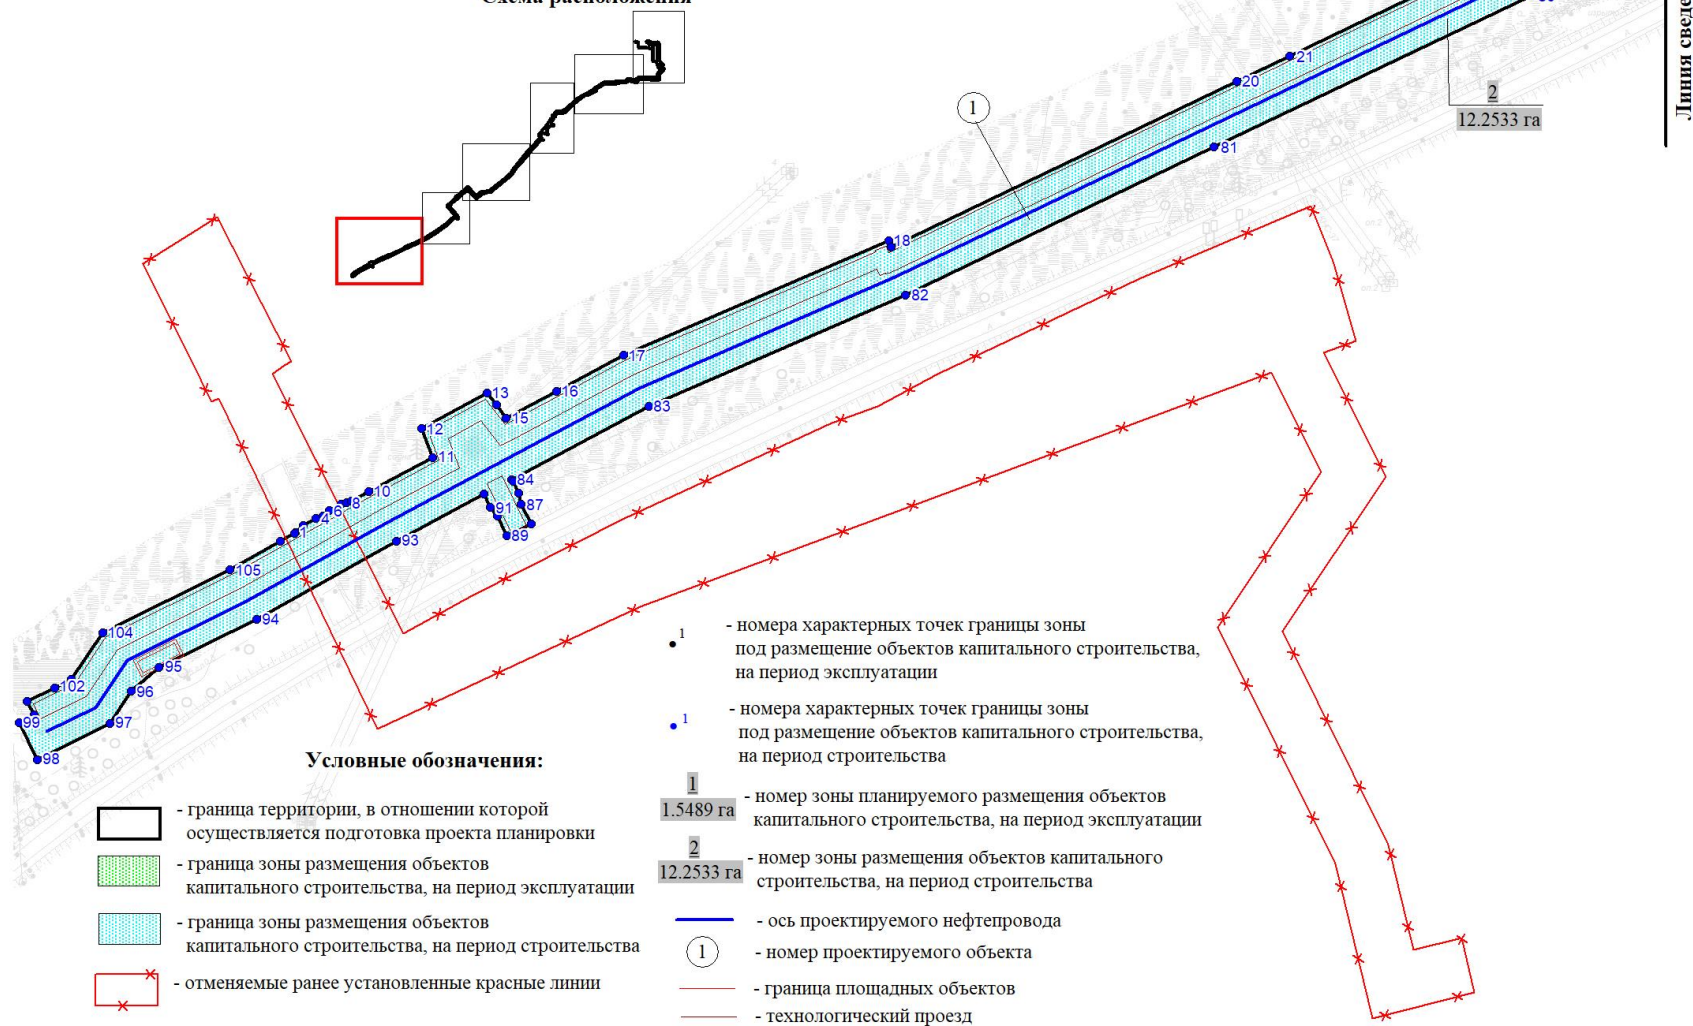 Схема расположения
Линия сведе
21
20
2
12.2533 га
1
81
18
82
17
13
16
15
83
12
11
84
10
8
6
4
1
87
91
89
93
105
94
104
95
96
102
99
97
98
1
- номера характерных точек границы зоны
под размещение объектов капитального строительства,
на период эксплуатации
1
- номера характерных точек границы зоны
под размещение объектов капитального строительства,
на период строительства
Условные обозначения:
- граница территории, в отношении которой
осуществляется подготовка проекта планировки
- граница зоны размещения объектов
капитального строительства, на период эксплуатации
- граница зоны размещения объектов
капитального строительства, на период строительства
- отменяемые ранее установленные красные линии
1
1.5489 га
- номер зоны планируемого размещения объектов
капитального строительства, на период эксплуатации
2
12.2533 га
- номер зоны размещения объектов капитального
строительства, на период строительства
- ось проектируемого нефтепровода
1
- номер проектируемого объекта
- граница площадных объектов
- технологический проезд